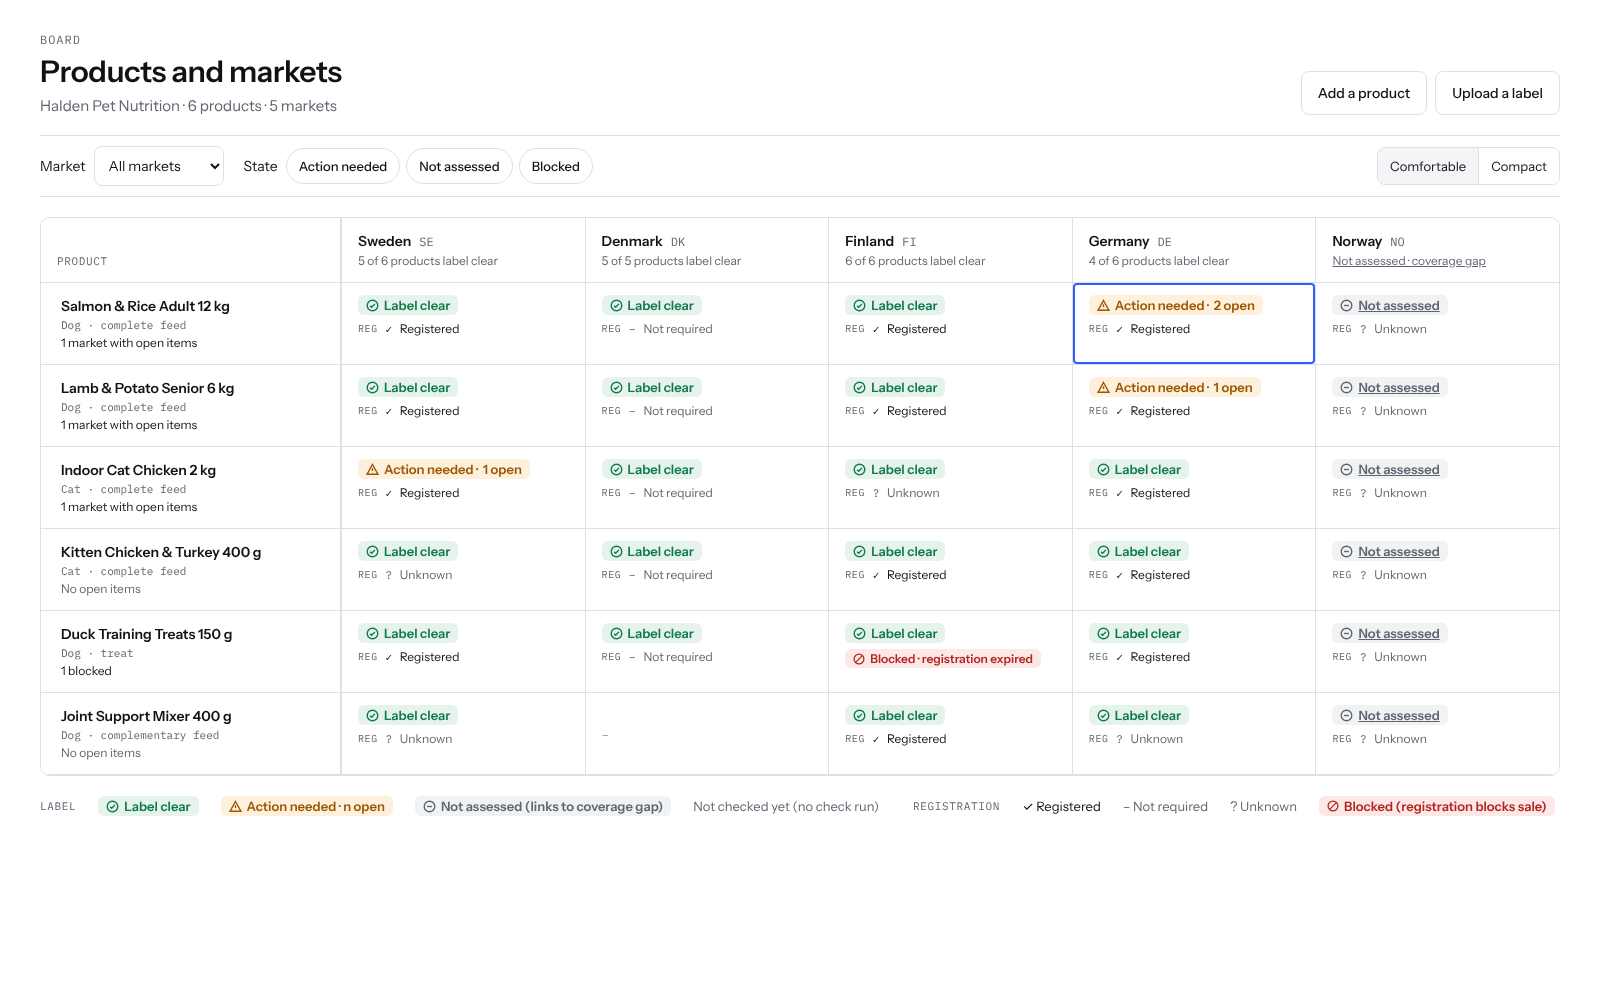 BOARD
Products and markets
Halden Pet Nutrition · 6 products · 5 markets
Add a product
Upload a label
Market
All markets
State
Action needed
Not assessed
Blocked
Comfortable
Compact
PRODUCT
Sweden SE
5 of 6 products label clear
Denmark DK
5 of 5 products label clear
Finland FI
6 of 6 products label clear
Germany DE
4 of 6 products label clear
Norway NO
Not assessed · coverage gap
Salmon & Rice Adult 12 kg
Dog · complete feed
1 market with open items
Label clear
REG ✓ Registered
Label clear
REG – Not required
Label clear
REG ✓ Registered
Action needed · 2 open
REG ✓ Registered
Not assessed
REG ? Unknown
Lamb & Potato Senior 6 kg
Dog · complete feed
1 market with open items
Label clear
REG ✓ Registered
Label clear
REG – Not required
Label clear
REG ✓ Registered
Action needed · 1 open
REG ✓ Registered
Not assessed
REG ? Unknown
Indoor Cat Chicken 2 kg
Cat · complete feed
1 market with open items
Action needed · 1 open
REG ✓ Registered
Label clear
REG – Not required
Label clear
REG ? Unknown
Label clear
REG ✓ Registered
Not assessed
REG ? Unknown
Kitten Chicken & Turkey 400 g
Cat · complete feed
No open items
Label clear
REG ? Unknown
Label clear
REG – Not required
Label clear
REG ✓ Registered
Label clear
REG ✓ Registered
Not assessed
REG ? Unknown
Duck Training Treats 150 g
Dog · treat
1 blocked
Label clear
REG ✓ Registered
Label clear
REG – Not required
Label clear
Blocked · registration expired
Label clear
REG ✓ Registered
Not assessed
REG ? Unknown
Joint Support Mixer 400 g
Dog · complementary feed
No open items
Label clear
REG ? Unknown
–
Label clear
REG ✓ Registered
Label clear
REG ? Unknown
Not assessed
REG ? Unknown
LABEL
Label clear
Action needed · n open
Not assessed (links to coverage gap)
Not checked yet (no check run)
REGISTRATION
✓ Registered
– Not required
? Unknown
Blocked (registration blocks sale)